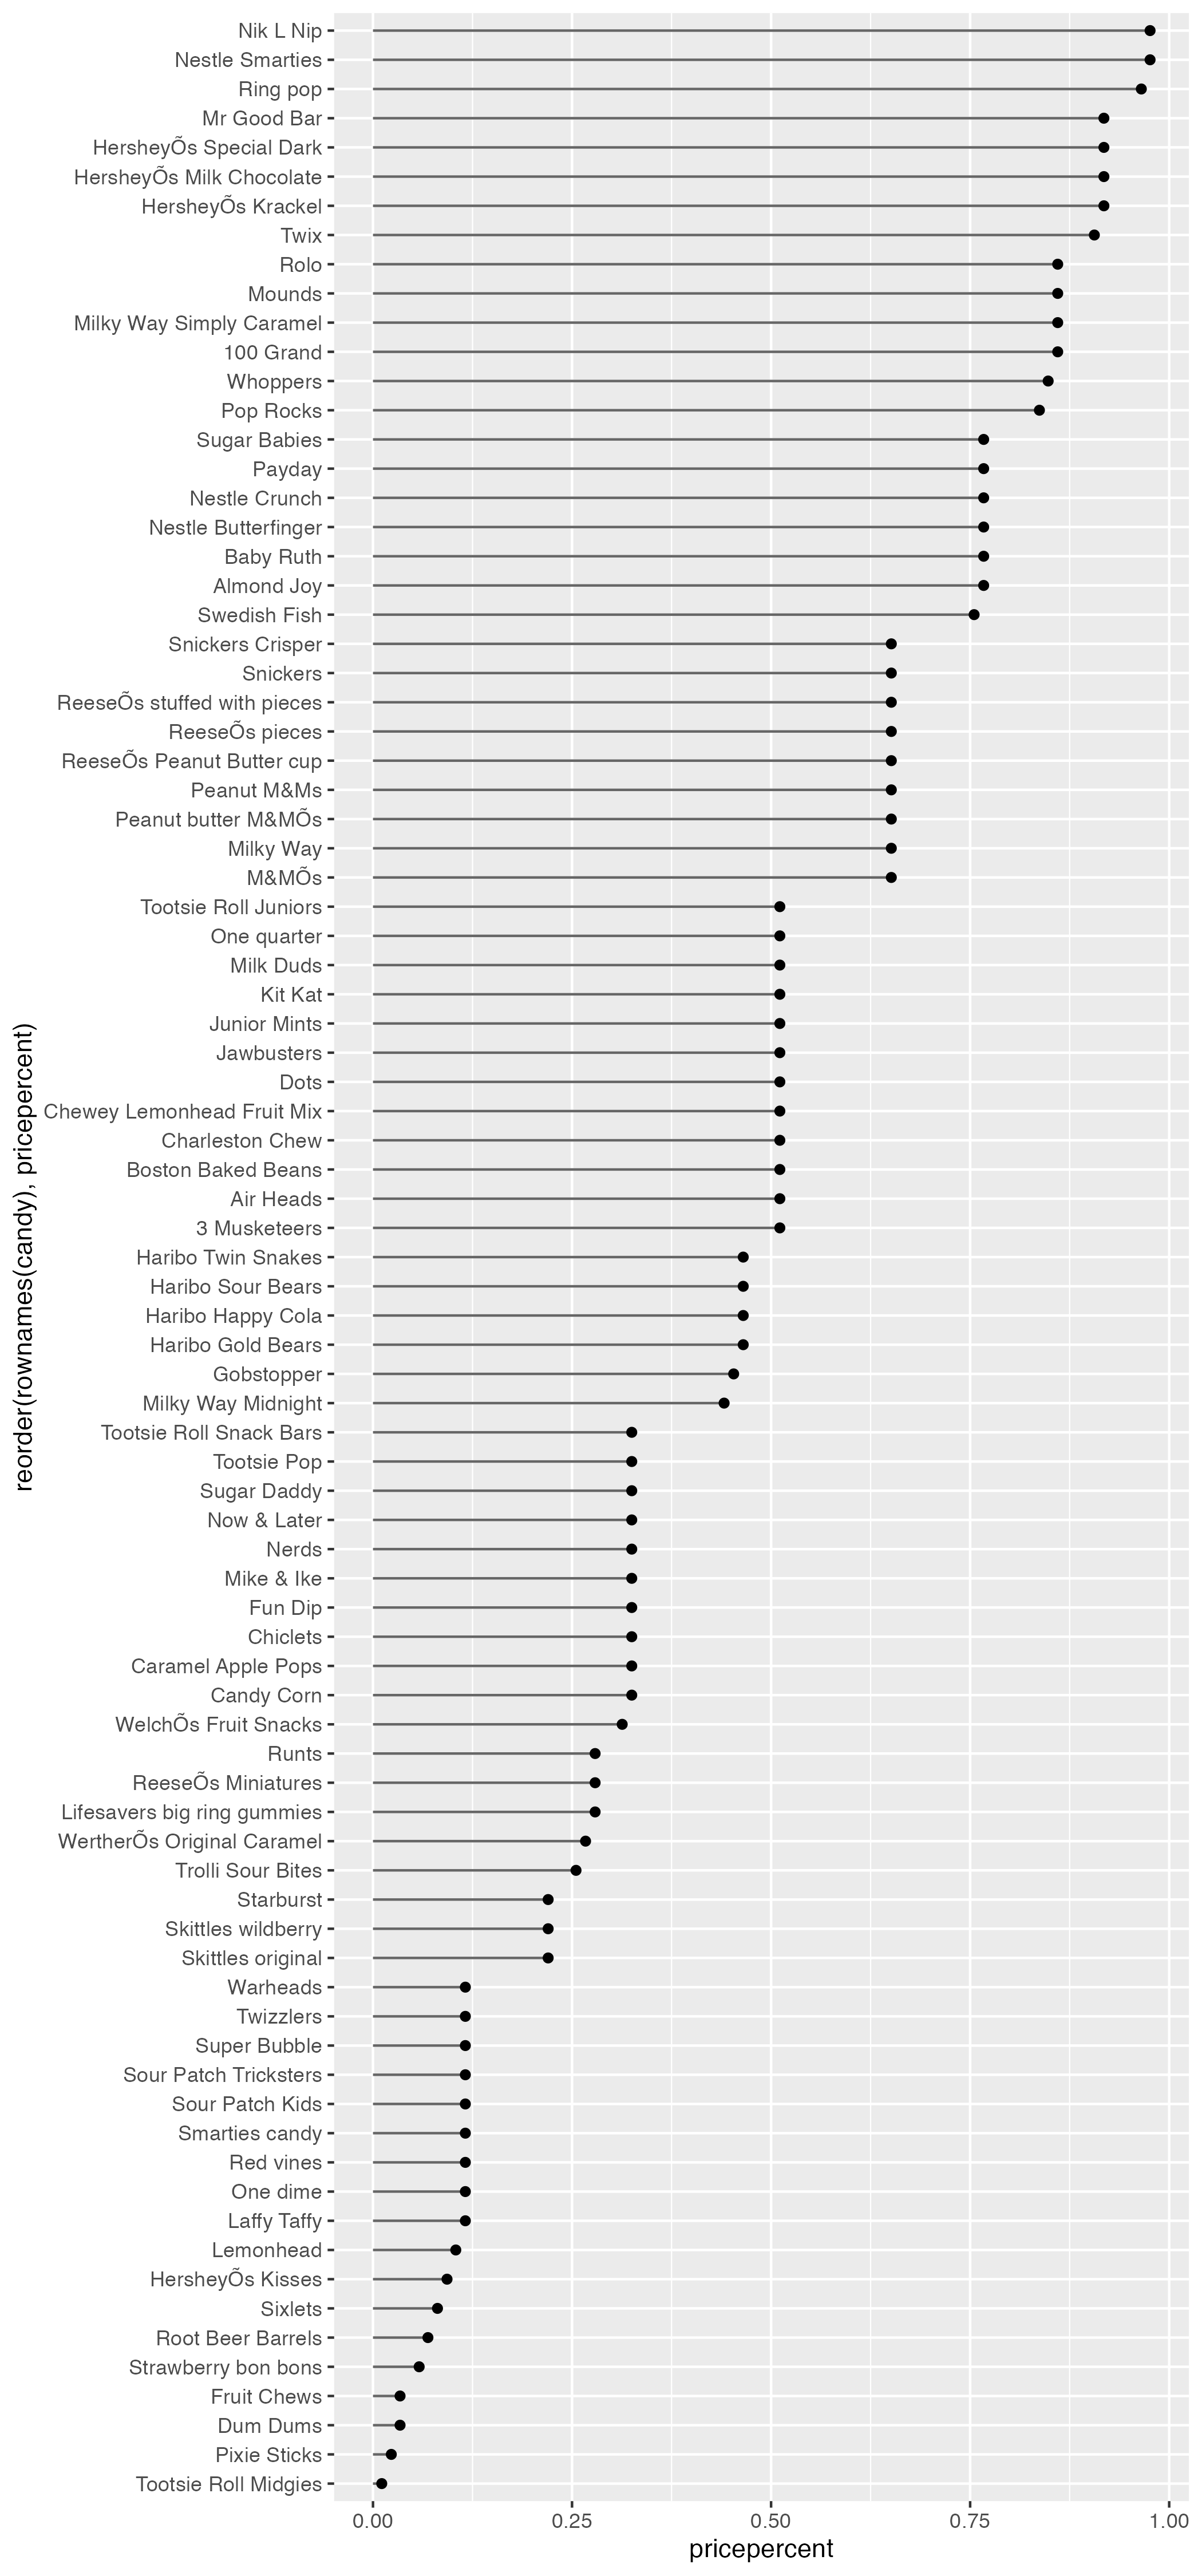 Nik L Nip
Nestle Smarties
Ring pop
Mr Good Bar
HersheyÕs Special Dark
HersheyÕs Milk Chocolate
HersheyÕs Krackel
Twix
Rolo
Mounds
Milky Way Simply Caramel
100 Grand
Whoppers
Pop Rocks
Sugar Babies
Payday
Nestle Crunch
Nestle Butterfinger
Baby Ruth
Almond Joy
Swedish Fish
Snickers Crisper
Snickers
ReeseÕs stuffed with pieces
ReeseÕs pieces
ReeseÕs Peanut Butter cup
Peanut M&Ms
Peanut butter M&MÕs
Milky Way
M&MÕs
Tootsie Roll Juniors
One quarter
Milk Duds
Kit Kat
Junior Mints
Jawbusters
Dots
Chewey Lemonhead Fruit Mix
Charleston Chew
Boston Baked Beans
Air Heads
3 Musketeers
Haribo Twin Snakes
Haribo Sour Bears
Haribo Happy Cola
Haribo Gold Bears
Gobstopper
Milky Way Midnight
Tootsie Roll Snack Bars
Tootsie Pop
Sugar Daddy
Now & Later
Nerds
Mike & Ike
Fun Dip
Chiclets
Caramel Apple Pops
Candy Corn
WelchÕs Fruit Snacks
Runts
ReeseÕs Miniatures
Lifesavers big ring gummies
WertherÕs Original Caramel
Trolli Sour Bites
Starburst
Skittles wildberry
Skittles original
Warheads
Twizzlers
Super Bubble
Sour Patch Tricksters
Sour Patch Kids
Smarties candy
Red vines
One dime
Laffy Taffy
Lemonhead
HersheyÕs Kisses
Sixlets
Root Beer Barrels
Strawberry bon bons
Fruit Chews
Dum Dums
Pixie Sticks
Tootsie Roll Midgies
reorder(rownames(candy), pricepercent)
0.00 0.25 0.50 0.75 1.00
pricepercent